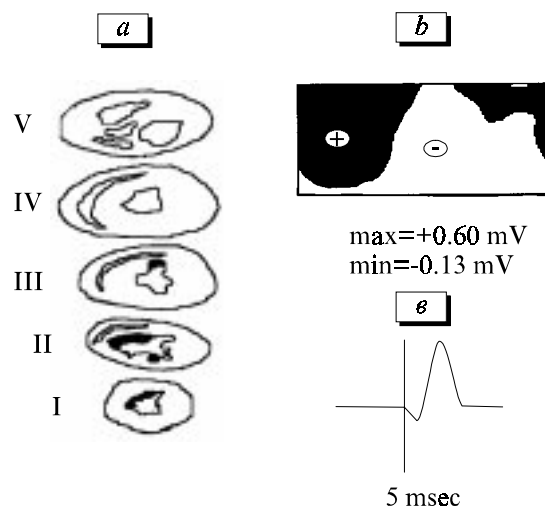 a
b
V
+
-
IV
max=+0.60 mV
min=-0.13 mV
III
в
II
I
5 msec